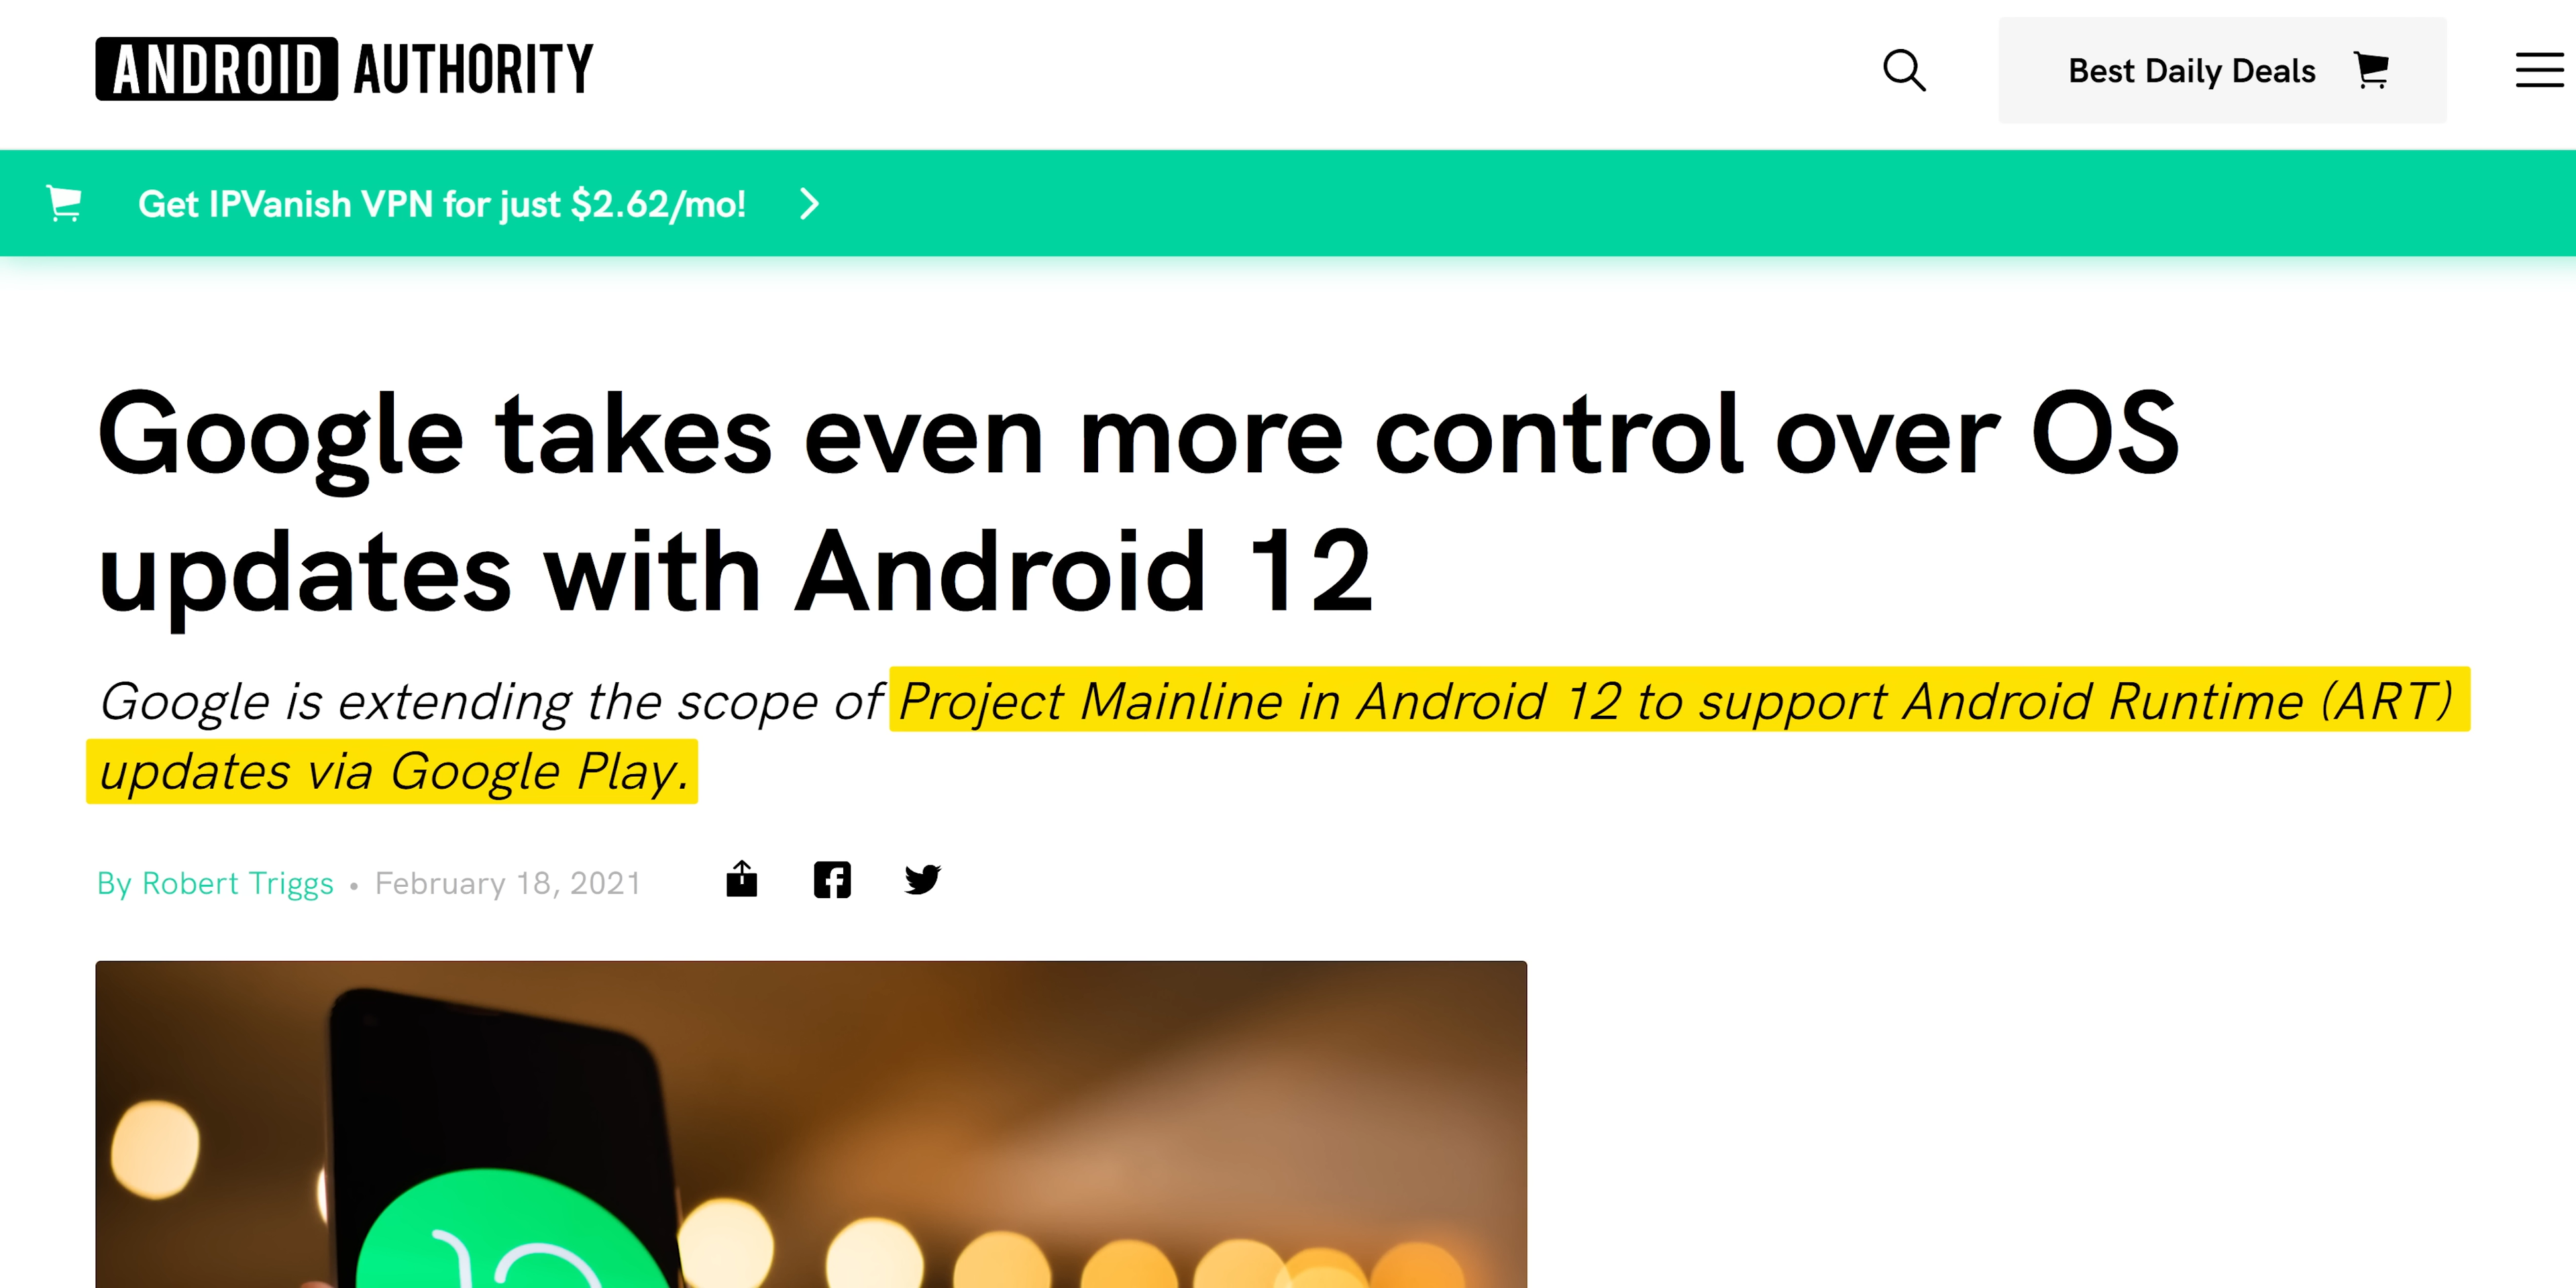 ANDROID AUTHORITY
Best Daily Deals
Get IPVanish VPN for just $2.62/mo!
Google takes even more control over OS
updates with Android 12
Google is extending the scope of Project Mainline in Android 12 to support Android Runtime (ART)
updates via Google Play.
By Robert Triggs • February 18, 2021
12